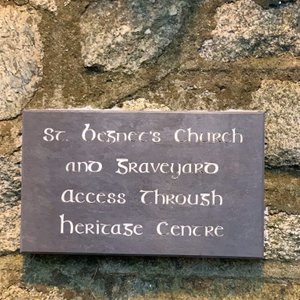 St. Begnet's Church
and Graveyard
Access Through
Heritage Centre